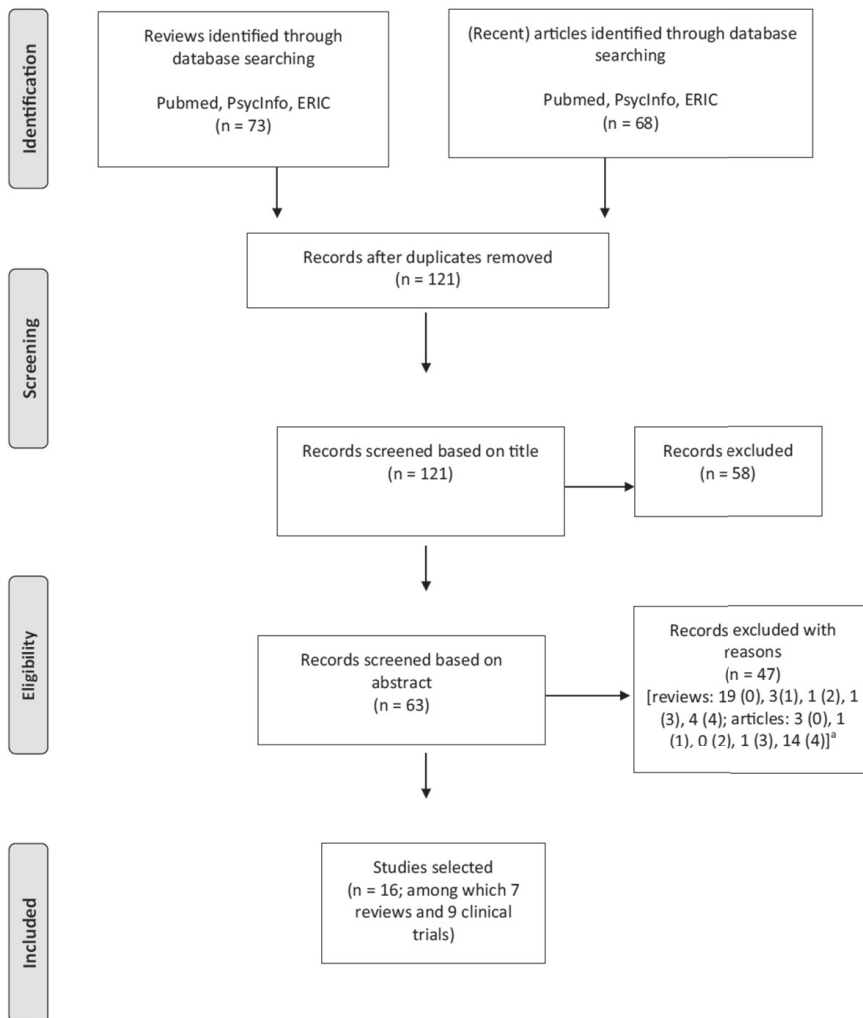 Identification
Reviews identified through
database searching
Pubmed, PsycInfo, ERIC
(n = 73)
(Recent) articles identified through database
searching
Pubmed, PsycInfo, ERIC
(n = 68)
Screening
Records after duplicates removed
(n = 121)
Records screened based on title
(n = 121)
Records excluded
(n = 58)
Eligibility
Records screened based on
abstract
(n = 63)
Records excluded with
reasons
(n = 47)
[reviews: 19 (0), 3(1), 1 (2), 1
(3), 4 (4); articles: 3 (0), 1
(1), 0 (2), 1 (3), 14 (4)]ᵃ
Included
Studies selected
(n = 16; among which 7
reviews and 9 clinical
trials)